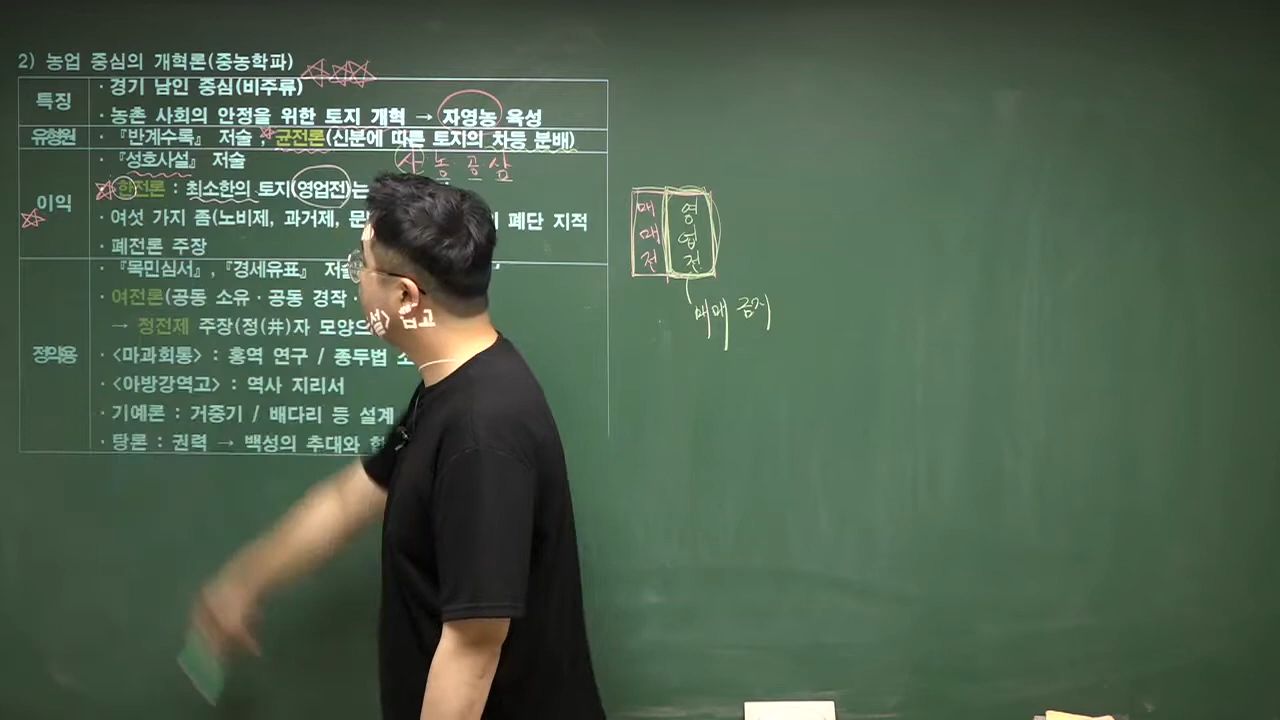 2) 농업 중심의 개혁론(중농학파)
특징
· 경기 남인 중심(비주류)
· 농촌 사회의 안정을 위한 토지 개혁 → 자영농 육성
유형원
· 『반계수록』 저술, 균전론(신분에 따른 토지의 차등 분배)
사 농 공 상
이익
· 『성호사설』 저술
· 한전론 : 최소한의 토지(영업전)는
· 여섯 가지 좀(노비제, 과거제, 폐단 지적
· 폐전론 주장
정약용
· 『목민심서』, 『경세유표』
· 여전론(공동 소유 · 공동 경작 ·
→ 정전제 주장(정(井)자 모양으
· <마과회통> : 홍역 연구 / 종두법
· <아방강역고> : 역사 지리서
· 기예론 : 거중기 / 배다리 등 설계
· 탕론 : 권력 → 백성의 추대와
매매전
영업전
매매 금지